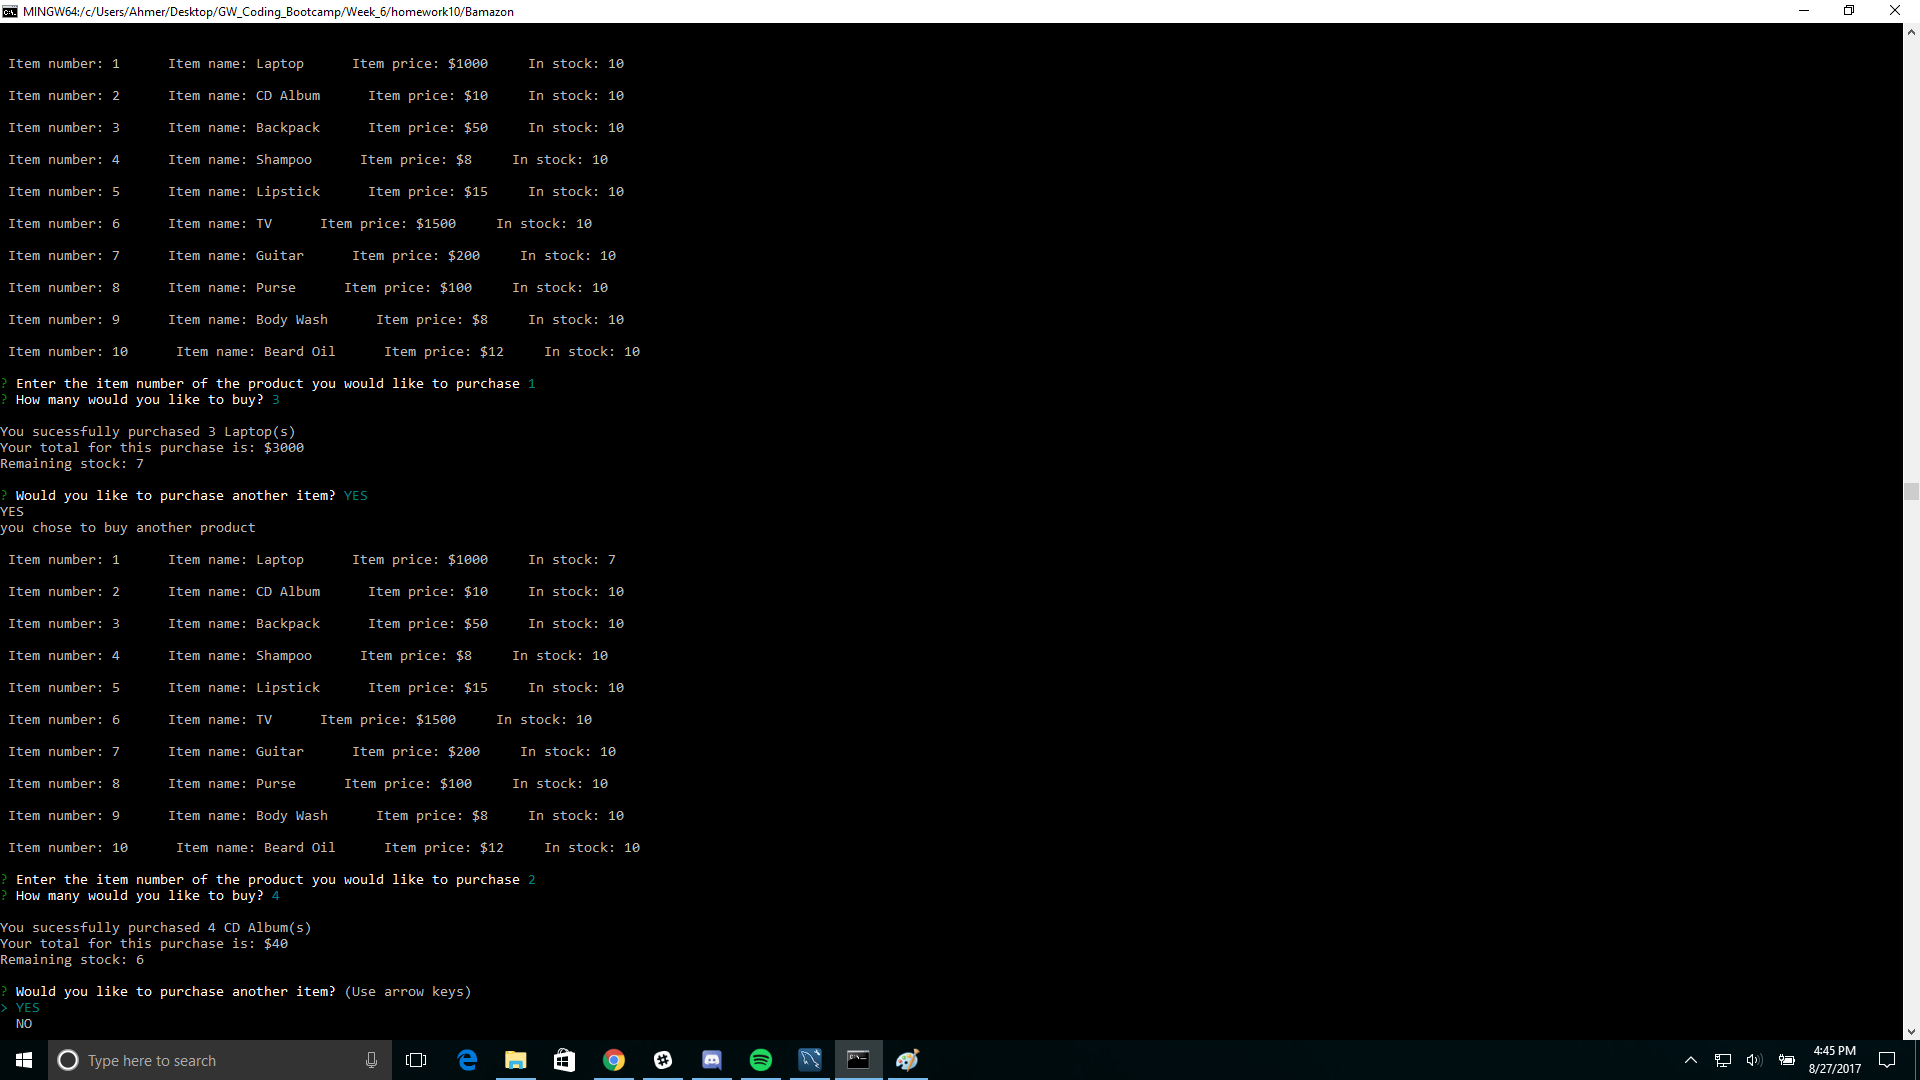 MINGW64:/c/Users/Ahmer/Desktop/GW_Coding_Bootcamp/Week_6/homework10/Bamazon
Item number: 1      Item name: Laptop      Item price: $1000     In stock: 10
Item number: 2      Item name: CD Album      Item price: $10     In stock: 10
Item number: 3      Item name: Backpack      Item price: $50     In stock: 10
Item number: 4      Item name: Shampoo      Item price: $8     In stock: 10
Item number: 5      Item name: Lipstick      Item price: $15     In stock: 10
Item number: 6      Item name: TV      Item price: $1500     In stock: 10
Item number: 7      Item name: Guitar      Item price: $200     In stock: 10
Item number: 8      Item name: Purse      Item price: $100     In stock: 10
Item number: 9      Item name: Body Wash      Item price: $8     In stock: 10
Item number: 10      Item name: Beard Oil      Item price: $12     In stock: 10
? Enter the item number of the product you would like to purchase 1
? How many would you like to buy? 3
You sucessfully purchased 3 Laptop(s)
Your total for this purchase is: $3000
Remaining stock: 7
? Would you like to purchase another item? YES
YES
you chose to buy another product
Item number: 1      Item name: Laptop      Item price: $1000     In stock: 7
Item number: 2      Item name: CD Album      Item price: $10     In stock: 10
Item number: 3      Item name: Backpack      Item price: $50     In stock: 10
Item number: 4      Item name: Shampoo      Item price: $8     In stock: 10
Item number: 5      Item name: Lipstick      Item price: $15     In stock: 10
Item number: 6      Item name: TV      Item price: $1500     In stock: 10
Item number: 7      Item name: Guitar      Item price: $200     In stock: 10
Item number: 8      Item name: Purse      Item price: $100     In stock: 10
Item number: 9      Item name: Body Wash      Item price: $8     In stock: 10
Item number: 10      Item name: Beard Oil      Item price: $12     In stock: 10
? Enter the item number of the product you would like to purchase 2
? How many would you like to buy? 4
You sucessfully purchased 4 CD Album(s)
Your total for this purchase is: $40
Remaining stock: 6
? Would you like to purchase another item? (Use arrow keys)
> YES
NO
Type here to search
4:45 PM
8/27/2017